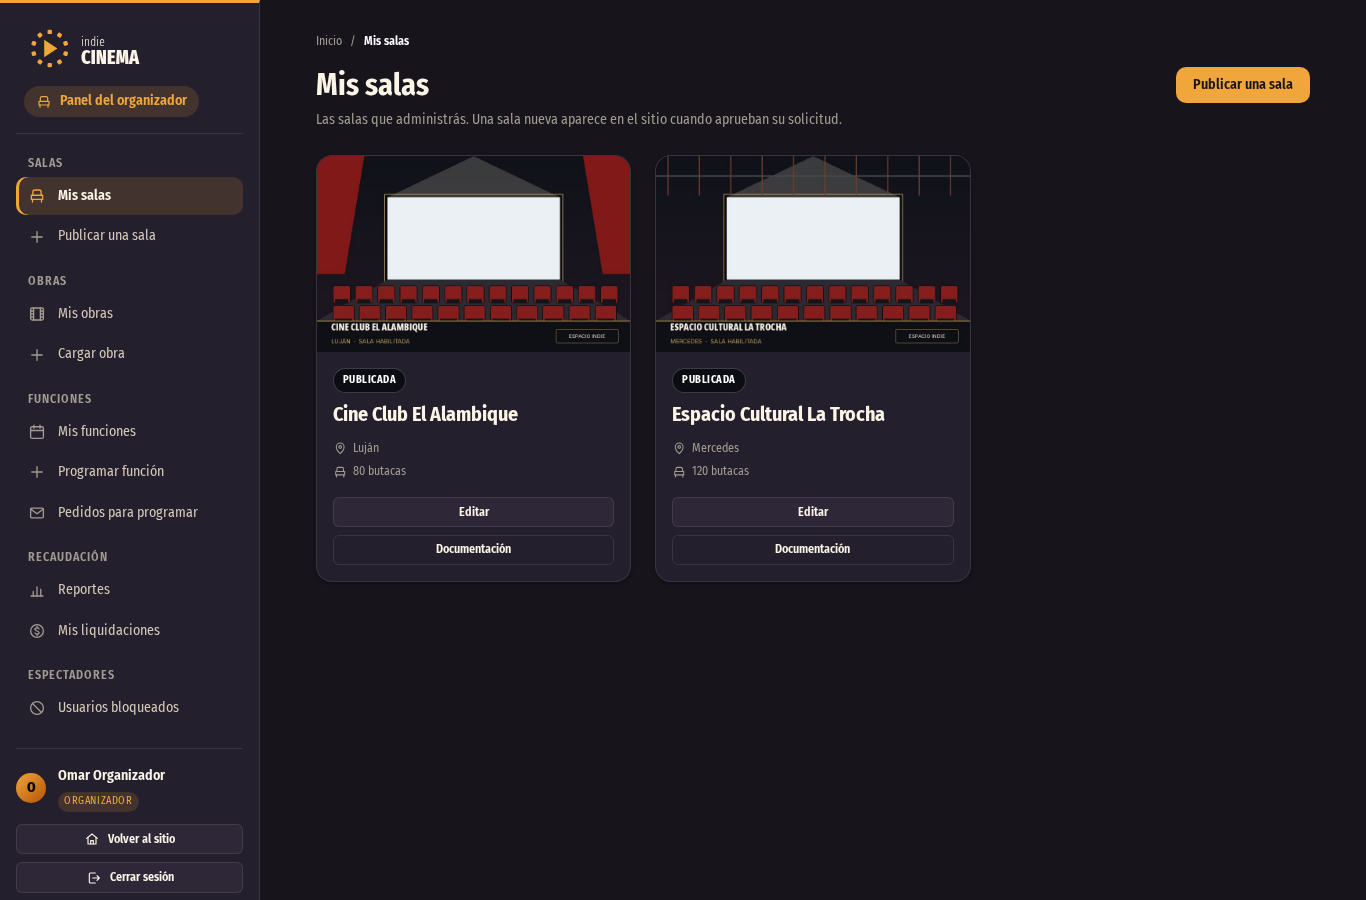 indie
CINEMA
Panel del organizador
SALAS
Mis salas
Publicar una sala
OBRAS
Mis obras
Cargar obra
FUNCIONES
Mis funciones
Programar función
Pedidos para programar
RECAUDACIÓN
Reportes
Mis liquidaciones
ESPECTADORES
Usuarios bloqueados
O
Omar Organizador
ORGANIZADOR
Volver al sitio
Cerrar sesión
Inicio / Mis salas
Mis salas
Publicar una sala
Las salas que administrás. Una sala nueva aparece en el sitio cuando aprueban su solicitud.
CINE CLUB EL ALAMBIQUE
LUJÁN · SALA HABILITADA
ESPACIO INDIE
PUBLICADA
Cine Club El Alambique
Luján
80 butacas
Editar
Documentación
ESPACIO CULTURAL LA TROCHA
MERCEDES · SALA HABILITADA
ESPACIO INDIE
PUBLICADA
Espacio Cultural La Trocha
Mercedes
120 butacas
Editar
Documentación